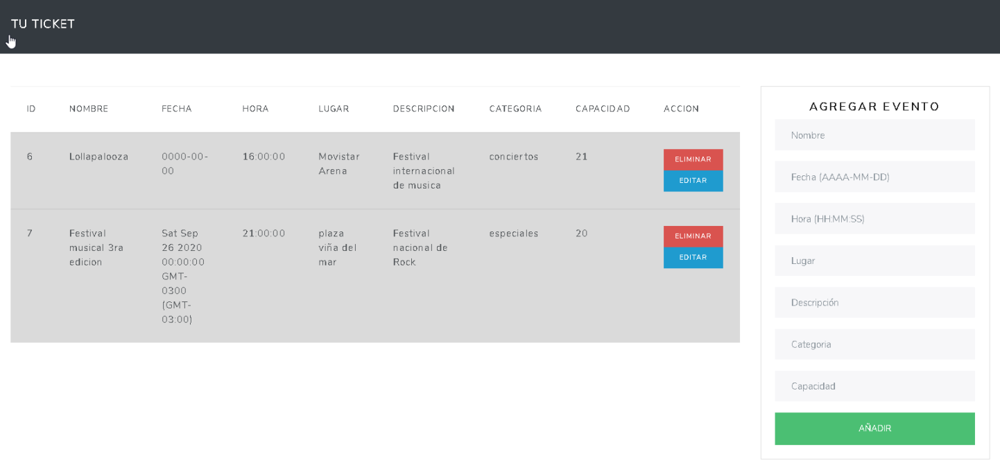 TU TICKET
ID NOMBRE FECHA HORA LUGAR DESCRIPCION CATEGORIA CAPACIDAD ACCION
6 Lollapalooza 0000-00- 16:00:00 Movistar Festival conciertos 21 ELIMINAR
00 Arena internacional EDITAR
de musica
7 Festival Sat Sep 21:00:00 plaza Festival especiales 20 ELIMINAR
musical 3ra 26 2020 viña del nacional de EDITAR
edicion 00:00:00 mar Rock
GMT-
0300
(GMT-
03:00)
AGREGAR EVENTO
Nombre
Fecha (AAAA-MM-DD)
Hora (HH:MM:SS)
Lugar
Descripción
Categoria
Capacidad
AÑADIR